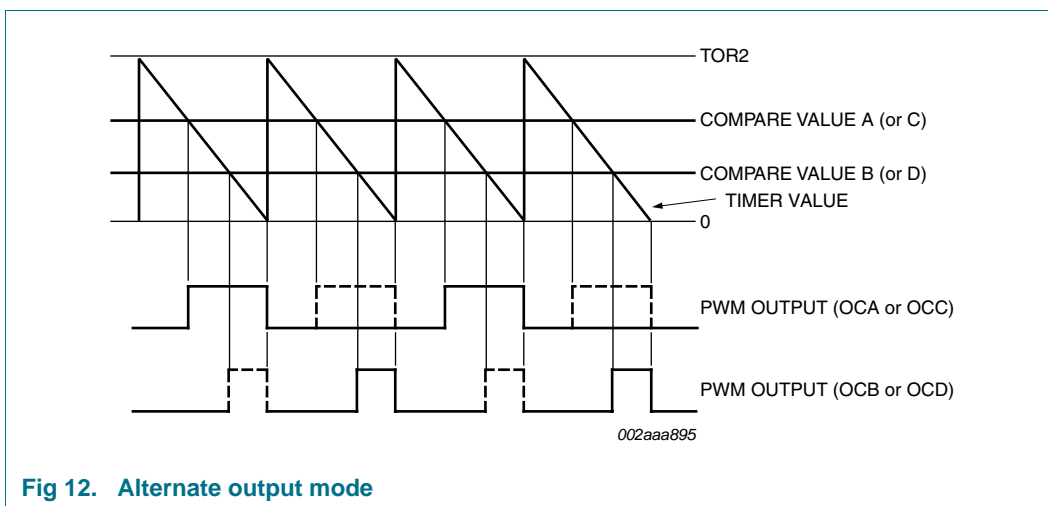 TOR2
COMPARE VALUE A (or C)
COMPARE VALUE B (or D)
TIMER VALUE
0
PWM OUTPUT (OCA or OCC)
PWM OUTPUT (OCB or OCD)
002aaa895
Fig 12. Alternate output mode